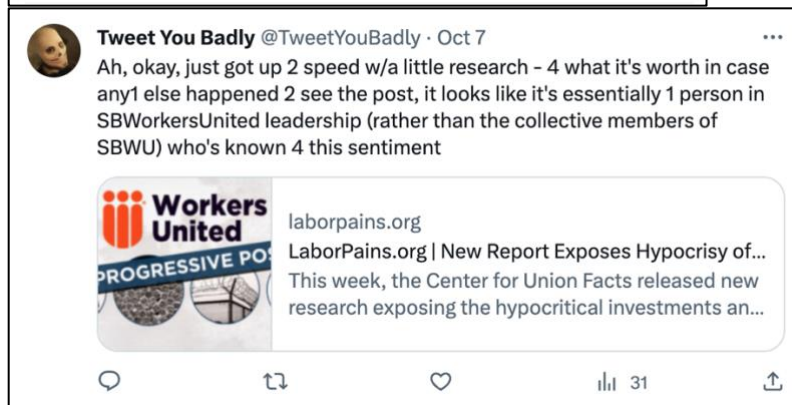 Tweet You Badly @TweetYouBadly · Oct 7
Ah, okay, just got up 2 speed w/a little research - 4 what it's worth in case
any1 else happened 2 see the post, it looks like it's essentially 1 person in
SBWorkersUnited leadership (rather than the collective members of
SBWU) who's known 4 this sentiment
Workers
United
PROGRESSIVE PO
laborpains.org
LaborPains.org | New Report Exposes Hypocrisy of...
This week, the Center for Union Facts released new
research exposing the hypocritical investments an...
31